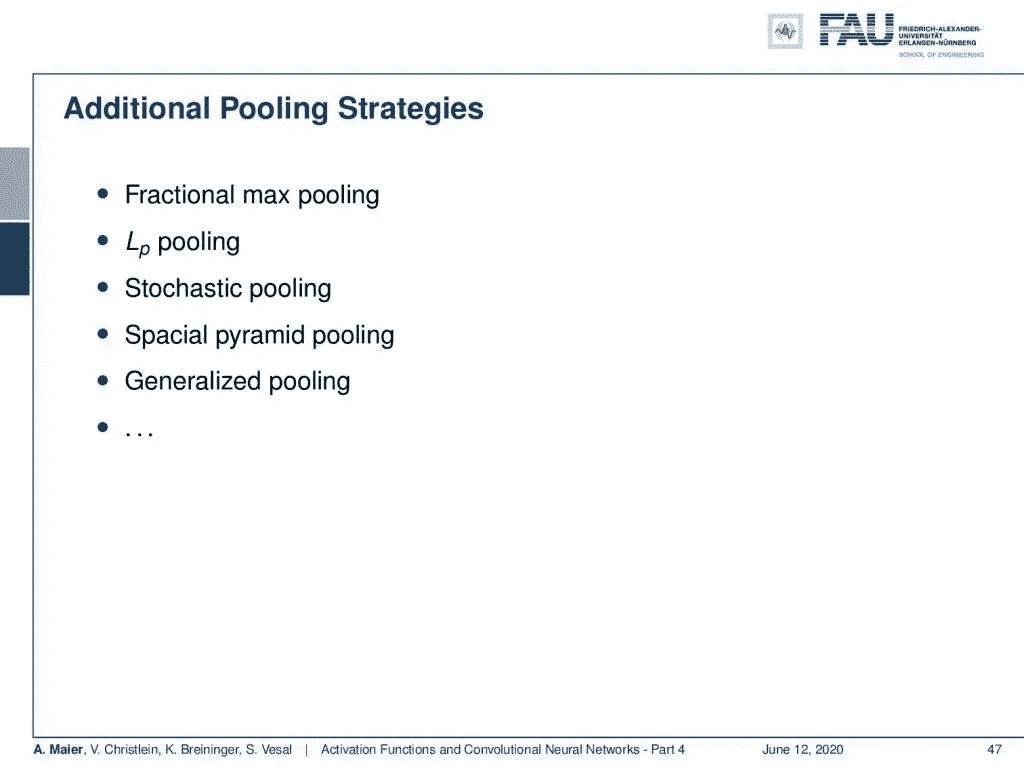 FAU
FRIEDRICH-ALEXANDER-
UNIVERSITÄT
ERLANGEN-NÜRNBERG
SCHOOL OF ENGINEERING
Additional Pooling Strategies
• Fractional max pooling
• Lp pooling
• Stochastic pooling
• Spacial pyramid pooling
• Generalized pooling
• . . .
A. Maier, V. Christlein, K. Breininger, S. Vesal | Activation Functions and Convolutional Neural Networks - Part 4 June 12, 2020 47